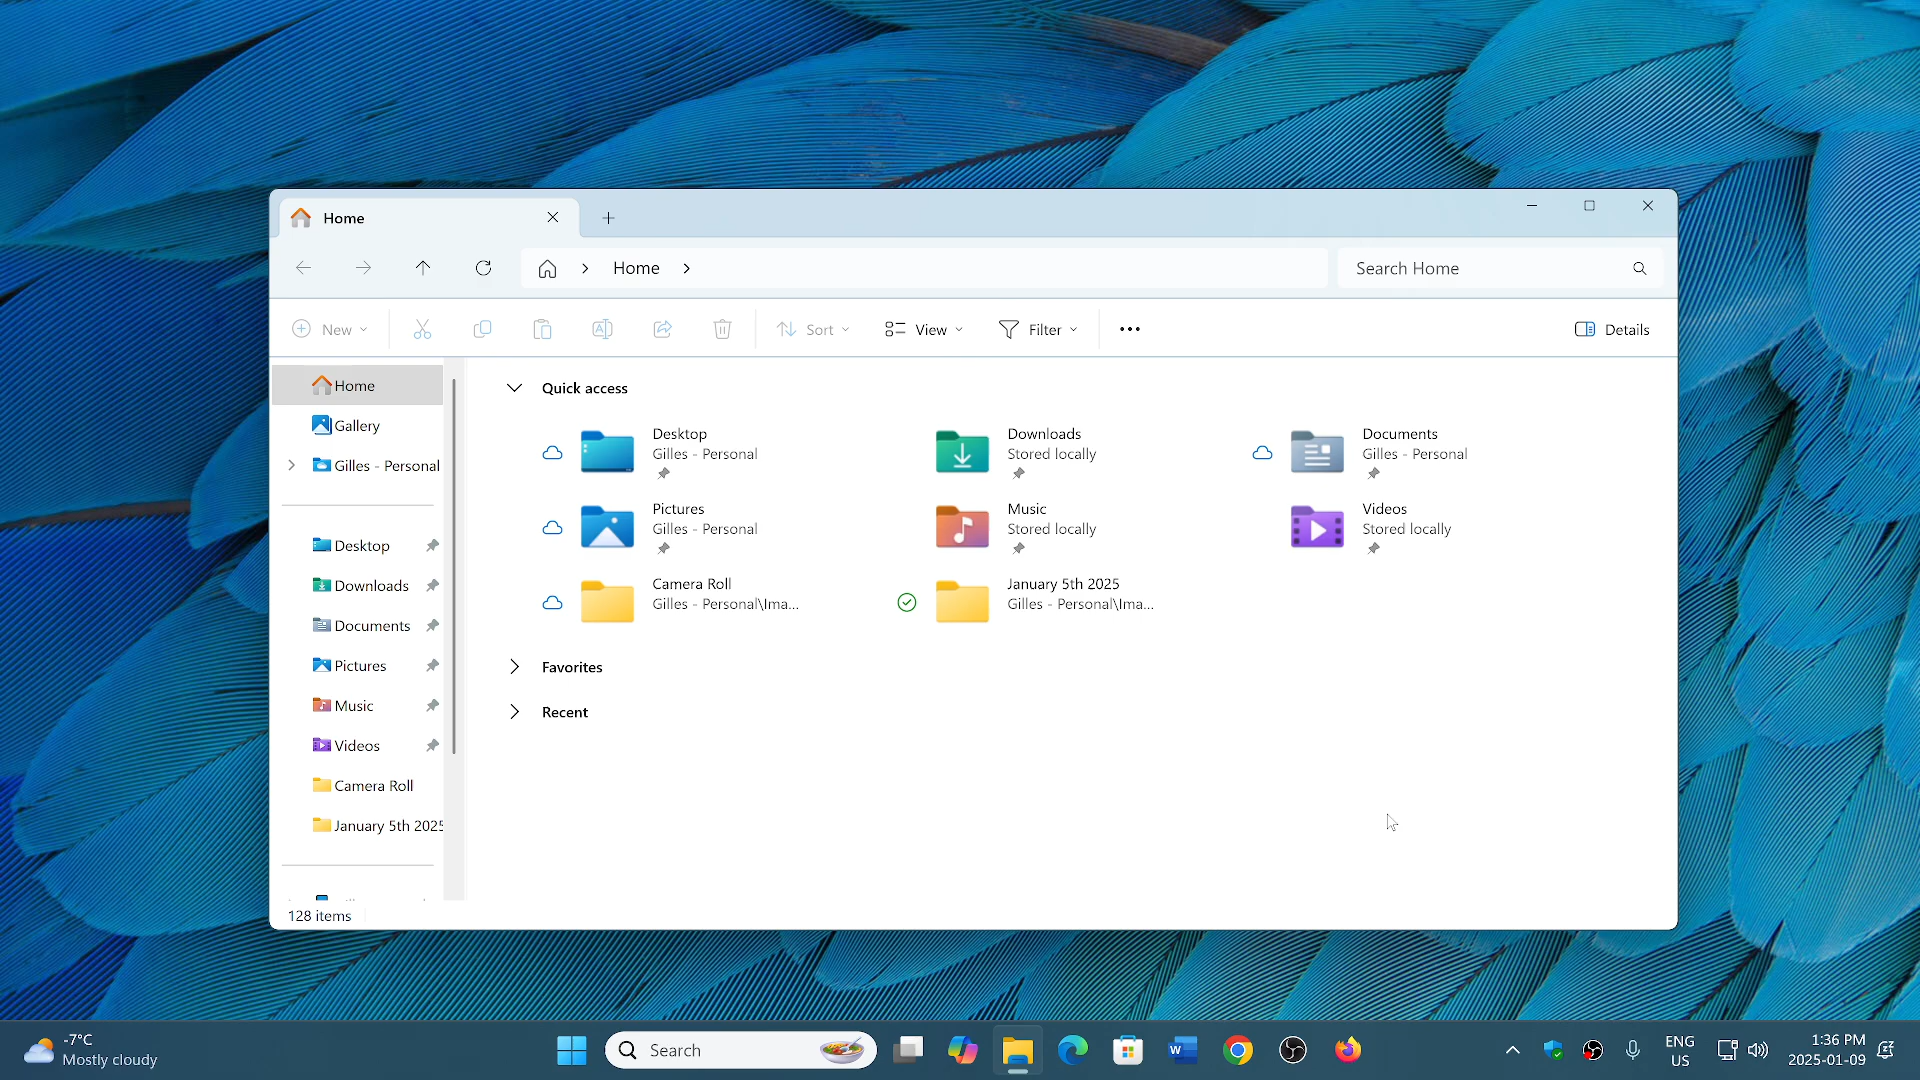 Home
Home
Search Home
New
Sort
View
Filter
Details
Home
Gallery
Gilles - Personal
Desktop
Downloads
Documents
Pictures
Music
Videos
Camera Roll
January 5th 2025
Quick access
Desktop
Gilles - Personal
Downloads
Stored locally
Documents
Gilles - Personal
Pictures
Gilles - Personal
Music
Stored locally
Videos
Stored locally
Camera Roll
Gilles - Personal\Ima...
January 5th 2025
Gilles - Personal\Ima...
Favorites
Recent
128 items
-7°C
Mostly cloudy
Search
ENG
US
1:36 PM
2025-01-09